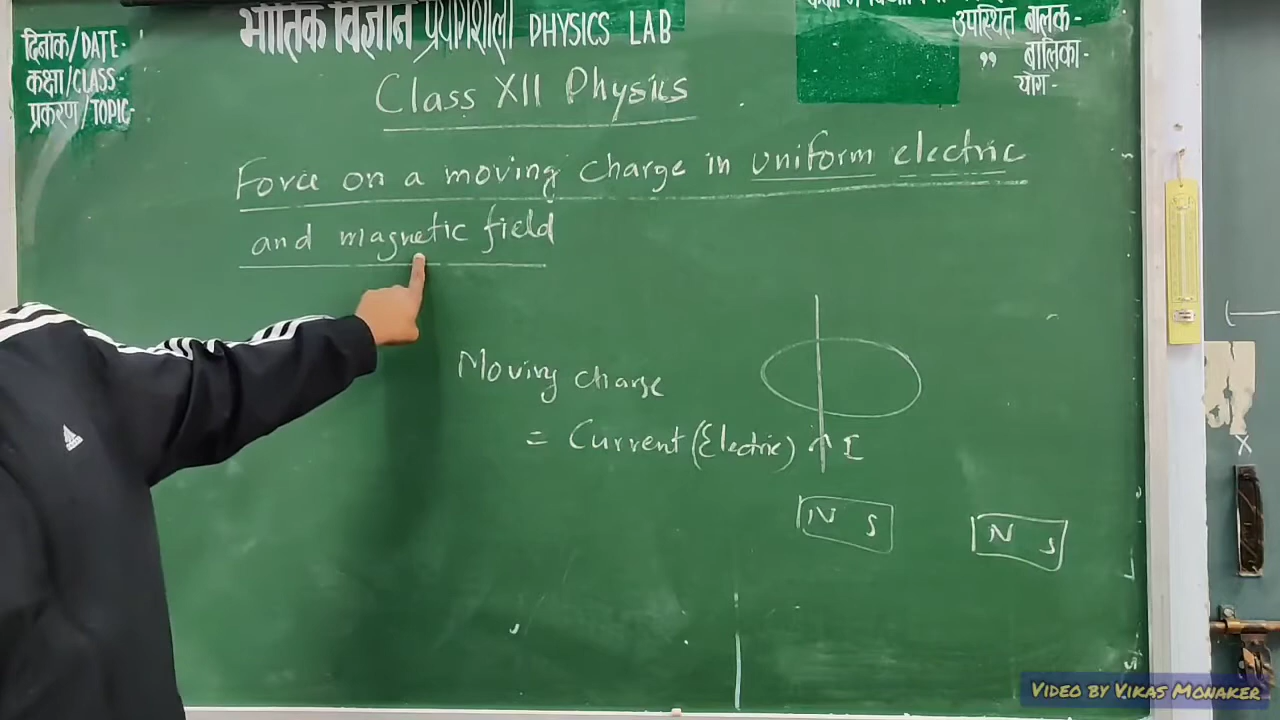 दिनांक/DATE-
कक्षा/CLASS-
प्रकरण/TOPIC-
भौतिक विज्ञान प्रयोगशाला PHYSICS LAB
उपस्थित बालक-
,, बालिका-
योग-
Class XII Physics
Force on a moving charge in uniform electric
and magnetic field
Moving charge
= Current (Electric)
I
N S
N S
X
VIDEO BY VIKAS MONAKER